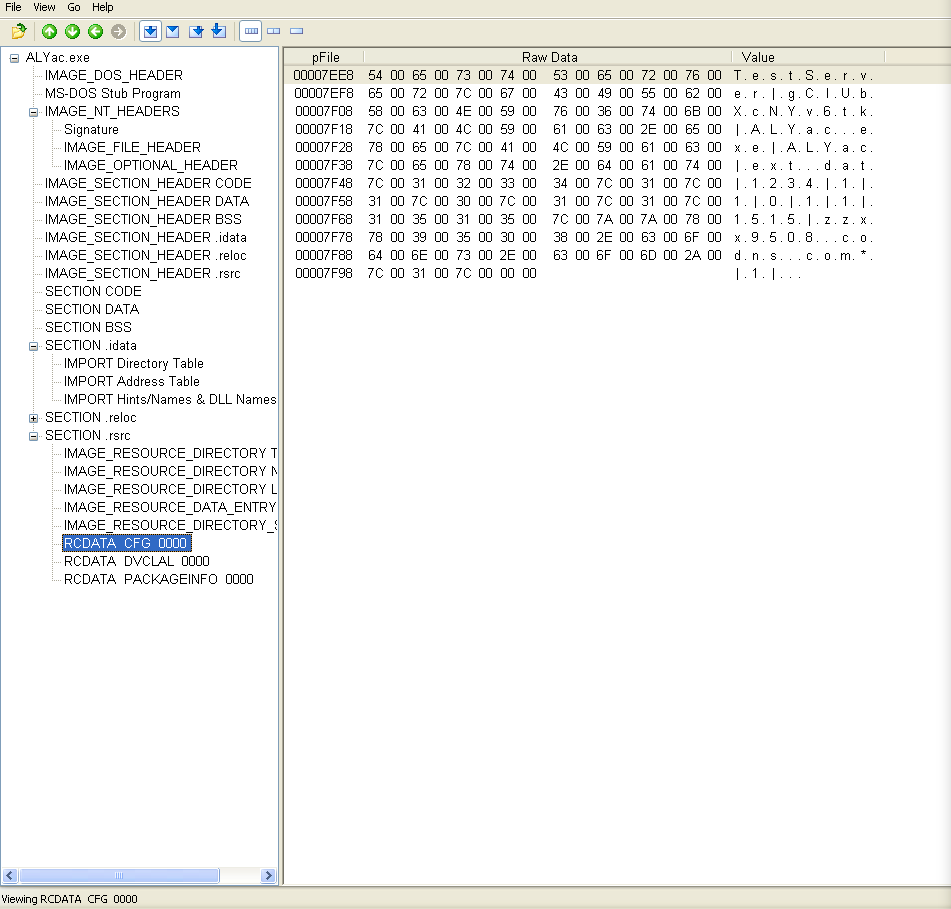 File View Go Help
ALYac.exe
IMAGE_DOS_HEADER
MS-DOS Stub Program
IMAGE_NT_HEADERS
Signature
IMAGE_FILE_HEADER
IMAGE_OPTIONAL_HEADER
IMAGE_SECTION_HEADER CODE
IMAGE_SECTION_HEADER DATA
IMAGE_SECTION_HEADER BSS
IMAGE_SECTION_HEADER .idata
IMAGE_SECTION_HEADER .reloc
IMAGE_SECTION_HEADER .rsrc
SECTION CODE
SECTION DATA
SECTION BSS
SECTION .idata
IMPORT Directory Table
IMPORT Address Table
IMPORT Hints/Names & DLL Names
SECTION .reloc
SECTION .rsrc
IMAGE_RESOURCE_DIRECTORY T
IMAGE_RESOURCE_DIRECTORY N
IMAGE_RESOURCE_DIRECTORY L
IMAGE_RESOURCE_DATA_ENTRY
IMAGE_RESOURCE_DIRECTORY_S
RCDATA CFG 0000
RCDATA DVCLAL 0000
RCDATA PACKAGEINFO 0000
pFile Raw Data Value
00007EE8 54 00 65 00 73 00 74 00 53 00 65 00 72 00 76 00 T.e.s.t.S.e.r.v.
00007EF8 65 00 72 00 7C 00 67 00 43 00 49 00 55 00 62 00 e.r.|.g.C.I.U.b.
00007F08 58 00 63 00 4E 00 59 00 76 00 36 00 74 00 6B 00 X.c.N.Y.v.6.t.k.
00007F18 7C 00 41 00 4C 00 59 00 61 00 63 00 2E 00 65 00 |.A.L.Y.a.c...e.
00007F28 78 00 65 00 7C 00 41 00 4C 00 59 00 61 00 63 00 x.e.|.A.L.Y.a.c.
00007F38 7C 00 65 00 78 00 74 00 2E 00 64 00 61 00 74 00 |.e.x.t...d.a.t.
00007F48 7C 00 31 00 32 00 33 00 34 00 7C 00 31 00 7C 00 |.1.2.3.4.|.1.|.
00007F58 31 00 7C 00 30 00 7C 00 31 00 7C 00 31 00 7C 00 1.|.0.|.1.|.1.|.
00007F68 31 00 35 00 31 00 35 00 7C 00 7A 00 7A 00 78 00 1.5.1.5.|.z.z.x.
00007F78 78 00 39 00 35 00 30 00 38 00 2E 00 63 00 6F 00 x.9.5.0.8...c.o.
00007F88 64 00 6E 00 73 00 2E 00 63 00 6F 00 6D 00 2A 00 d.n.s...c.o.m.*.
00007F98 7C 00 31 00 7C 00 00 00 |.1.|...
Viewing RCDATA CFG 0000